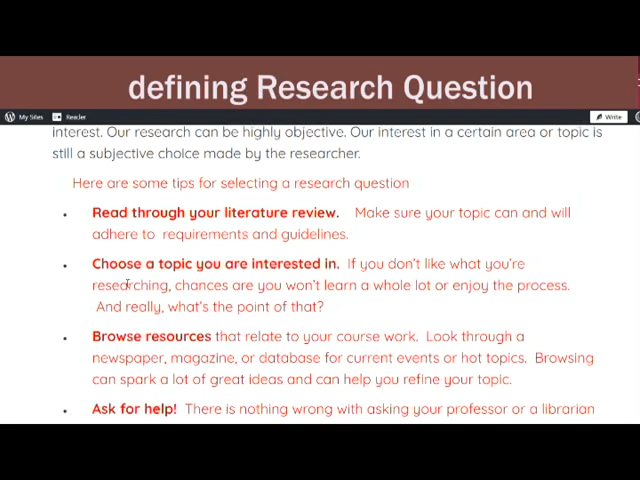 defining Research Question
My Sites Reader Write
interest. Our research can be highly objective. Our interest in a certain area or topic is
still a subjective choice made by the researcher.
Here are some tips for selecting a research question
• Read through your literature review. Make sure your topic can and will
adhere to requirements and guidelines.
• Choose a topic you are interested in. If you don't like what you're
researching, chances are you won't learn a whole lot or enjoy the process.
And really, what's the point of that?
• Browse resources that relate to your course work. Look through a
newspaper, magazine, or database for current events or hot topics. Browsing
can spark a lot of great ideas and can help you refine your topic.
• Ask for help! There is nothing wrong with asking your professor or a librarian